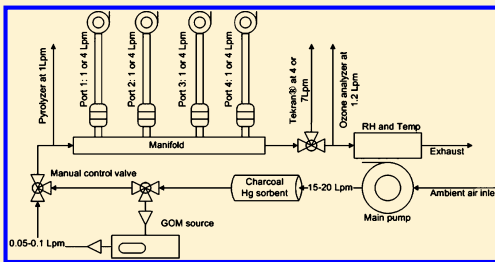 Pyrolyzer at 1Lpm
Port 1: 1 or 4 Lpm
Port 2: 1 or 4 Lpm
Port 3: 1 or 4 Lpm
Port 4: 1 or 4 Lpm
Tekran® at 4 or
7Lpm
Ozone analyzer at
1.2 Lpm
Manifold
RH and Temp
Exhaust
Manual control valve
Charcoal
Hg sorbent
15-20 Lpm
Ambient air inle
Main pump
GOM source
0.05-0.1 Lpm